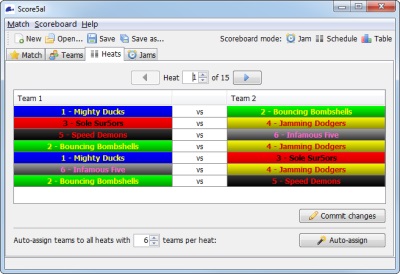 Score5al
Match Scoreboard Help
New Open... Save Save as... Scoreboard mode: Jam Schedule Table
Match Teams Heats Jams
Heat 1 of 15
Team 1 Team 2
1 - Mighty Ducks vs 2 - Bouncing Bombshells
3 - Sole Sur5ors vs 4 - Jamming Dodgers
5 - Speed Demons vs 6 - Infamous Five
2 - Bouncing Bombshells vs 4 - Jamming Dodgers
1 - Mighty Ducks vs 3 - Sole Sur5ors
6 - Infamous Five vs 4 - Jamming Dodgers
2 - Bouncing Bombshells vs 5 - Speed Demons
Commit changes
Auto-assign teams to all heats with 6 teams per heat: Auto-assign